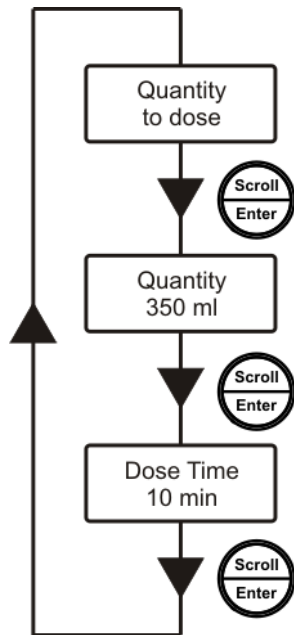 Quantity
to dose
Scroll
Enter
Quantity
350 ml
Scroll
Enter
Dose Time
10 min
Scroll
Enter